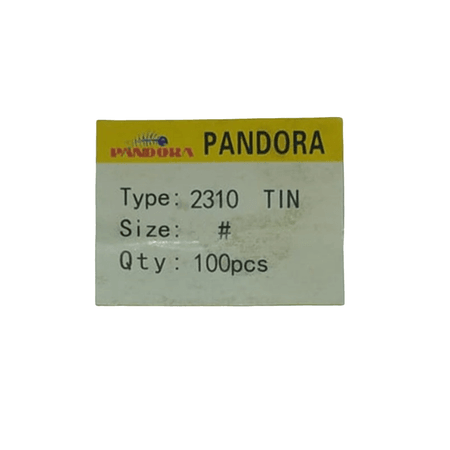 PANDORA PANDORA
Type: 2310 TIN
Size: #
Qty: 100pcs